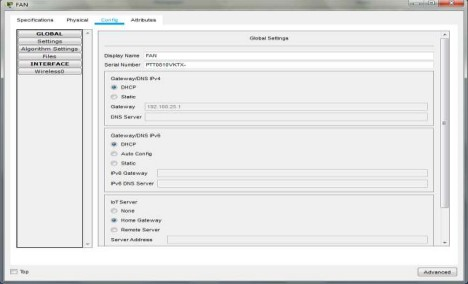 FAN
Specifications Physical Config Attributes
GLOBAL
Settings
Algorithm Settings
Files
INTERFACE
Wireless0
Global Settings
Display Name FAN
Serial Number PTT0810VKTX-
Gateway/DNS IPv4
DHCP
Static
Gateway 192.168.25.1
DNS Server
Gateway/DNS IPv6
DHCP
Auto Config
Static
IPv6 Gateway
IPv6 DNS Server
IoT Server
None
Home Gateway
Remote Server
Server Address
Top
Advanced